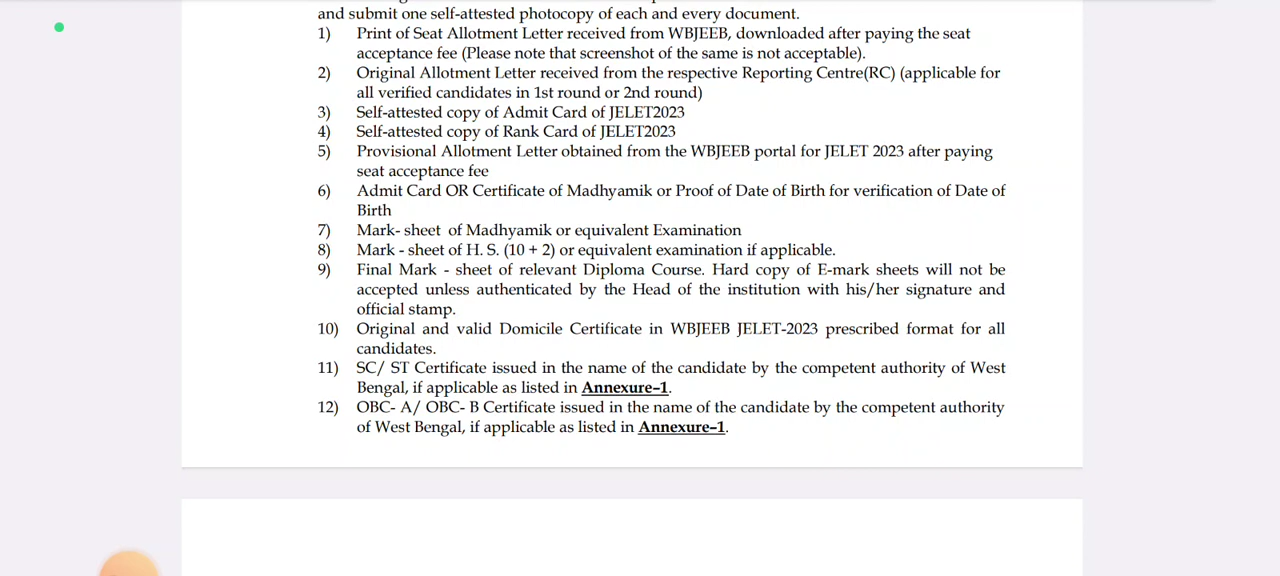 and submit one self-attested photocopy of each and every document.
1) Print of Seat Allotment Letter received from WBJEEB, downloaded after paying the seat
acceptance fee (Please note that screenshot of the same is not acceptable).
2) Original Allotment Letter received from the respective Reporting Centre(RC) (applicable for
all verified candidates in 1st round or 2nd round)
3) Self-attested copy of Admit Card of JELET2023
4) Self-attested copy of Rank Card of JELET2023
5) Provisional Allotment Letter obtained from the WBJEEB portal for JELET 2023 after paying
seat acceptance fee
6) Admit Card OR Certificate of Madhyamik or Proof of Date of Birth for verification of Date of
Birth
7) Mark- sheet of Madhyamik or equivalent Examination
8) Mark - sheet of H. S. (10 + 2) or equivalent examination if applicable.
9) Final Mark - sheet of relevant Diploma Course. Hard copy of E-mark sheets will not be
accepted unless authenticated by the Head of the institution with his/her signature and
official stamp.
10) Original and valid Domicile Certificate in WBJEEB JELET-2023 prescribed format for all
candidates.
11) SC/ ST Certificate issued in the name of the candidate by the competent authority of West
Bengal, if applicable as listed in Annexure-1.
12) OBC- A/ OBC- B Certificate issued in the name of the candidate by the competent authority
of West Bengal, if applicable as listed in Annexure-1.